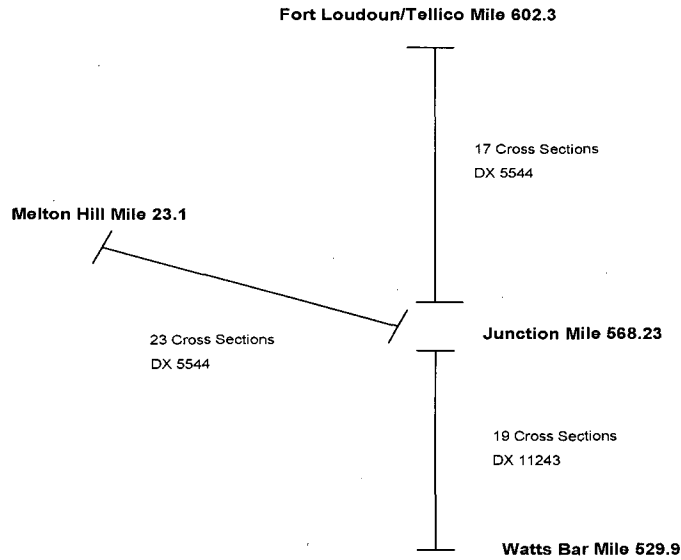 Fort Loudoun/Tellico Mile 602.3
17 Cross Sections
DX 5544
Melton Hill Mile 23.1
23 Cross Sections
DX 5544
Junction Mile 568.23
19 Cross Sections
DX 11243
Watts Bar Mile 529.9